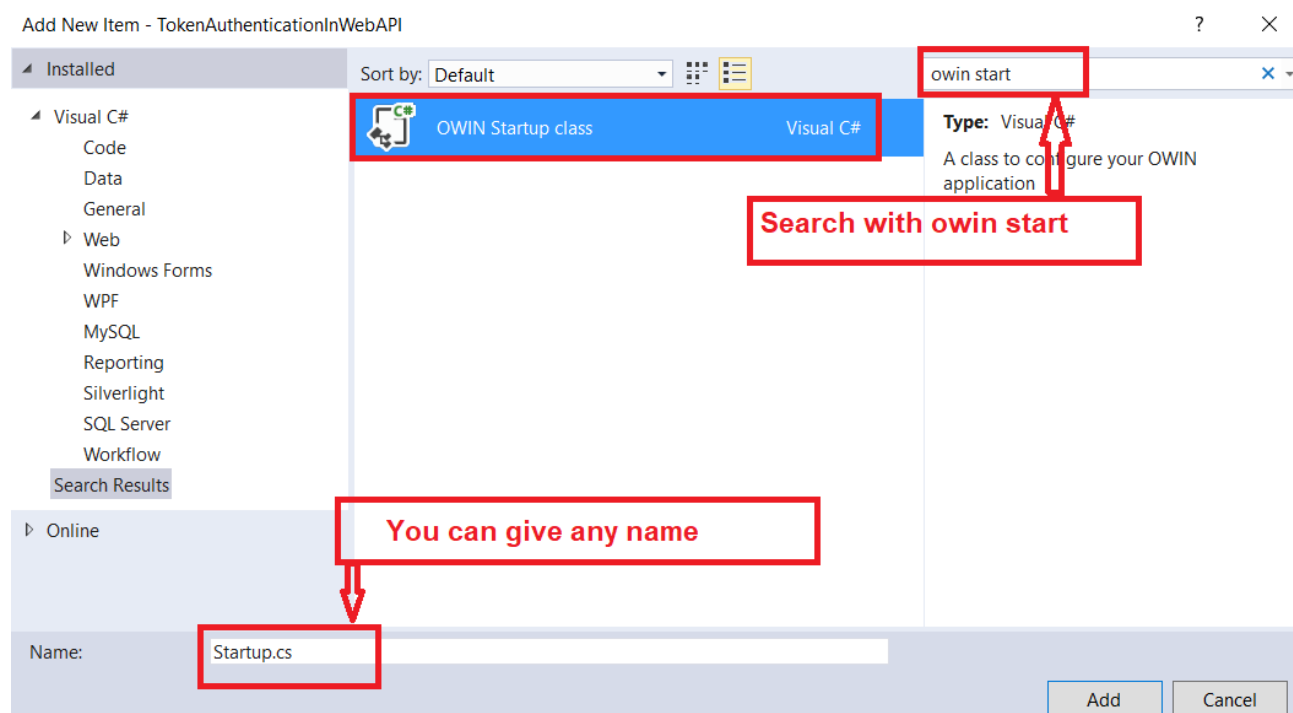 Add New Item - TokenAuthenticationInWebAPI ?
Installed
Sort by: Default
owin start
Visual C#
Code
Data
General
Web
Windows Forms
WPF
MySQL
Reporting
Silverlight
SQL Server
Workflow
Search Results
Online
C#
OWIN Startup class Visual C#
Type: Visual C#
A class to configure your OWIN
application
Search with owin start
You can give any name
Name: Startup.cs
Add Cancel